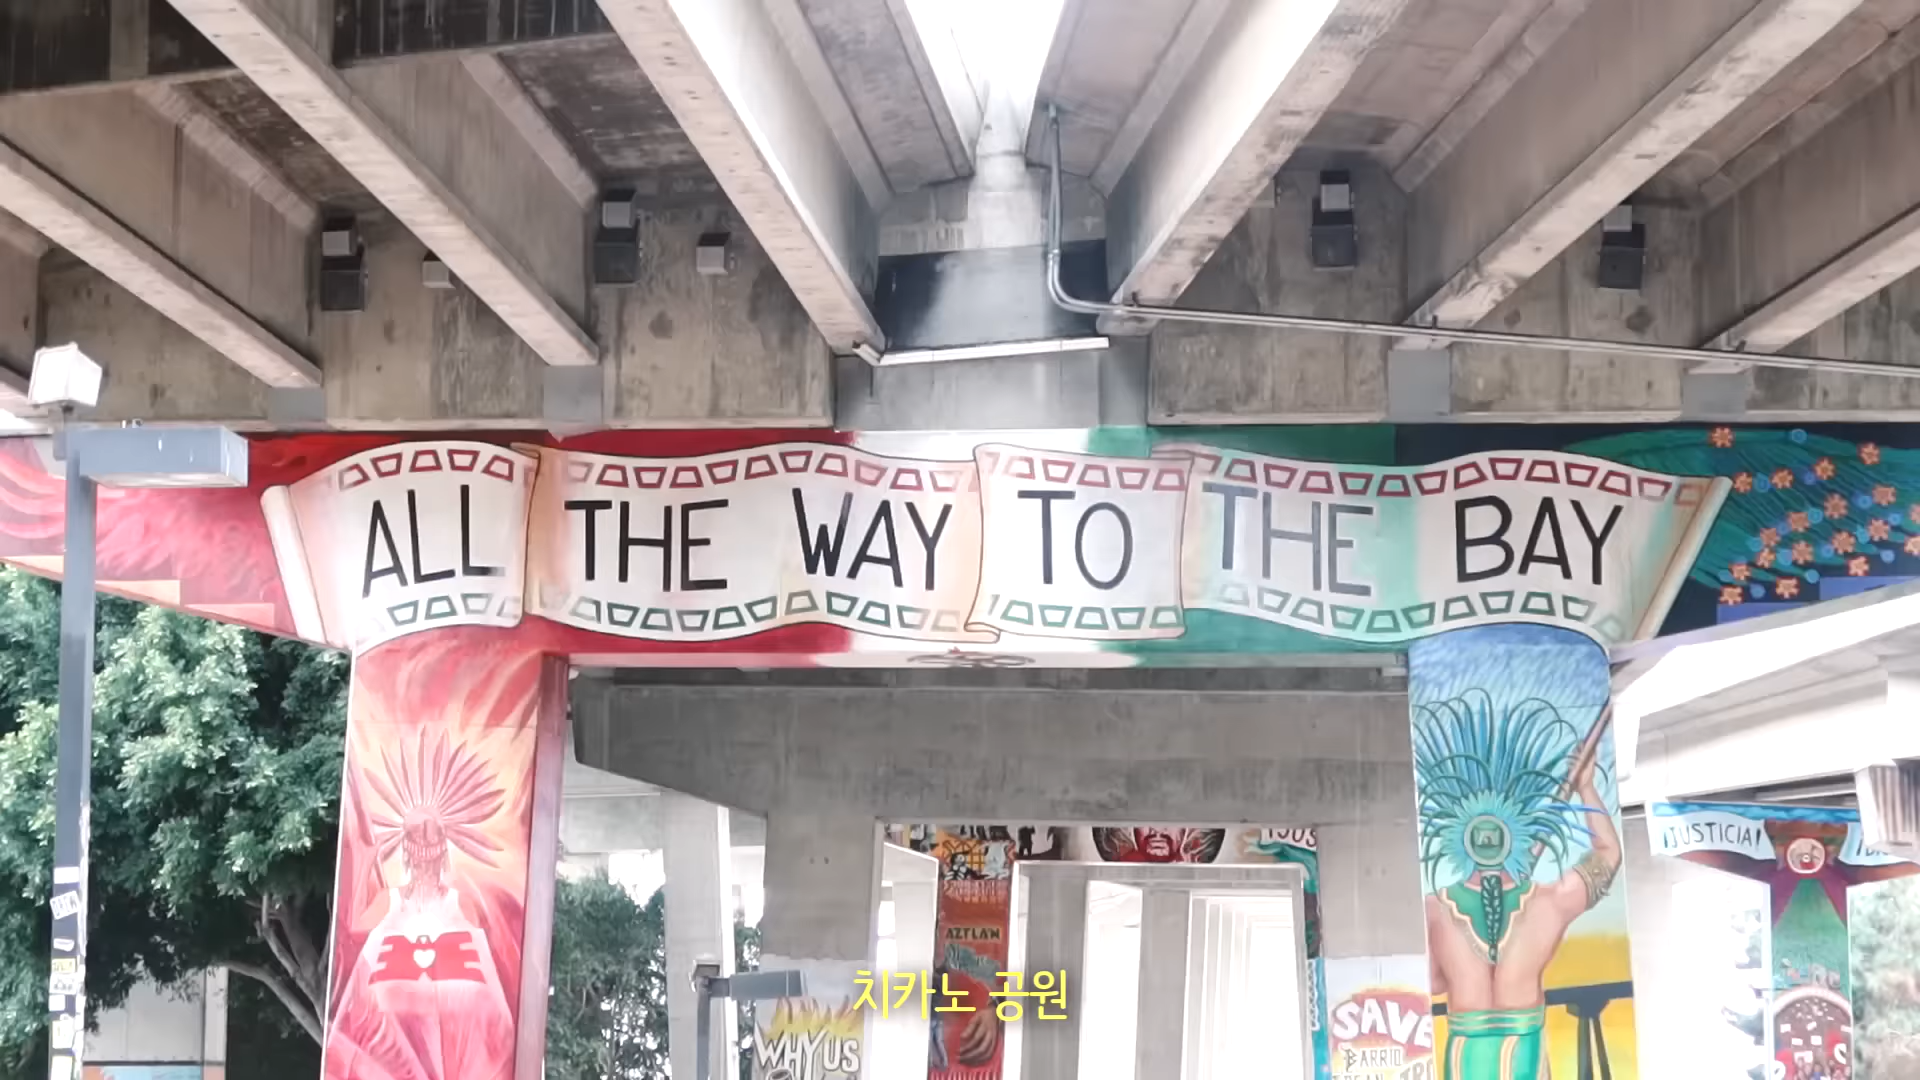 ALL THE WAY TO THE BAY
¡JUSTICIA!
AZTLAN
WHY US
SAVE
BARRIO
치카노 공원